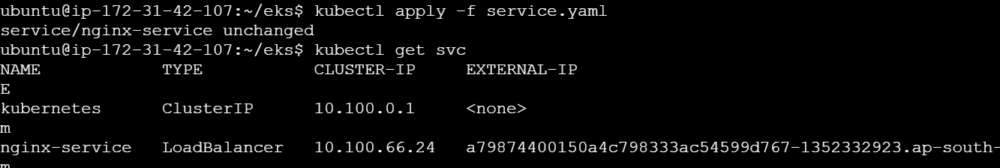 ubuntu@ip-172-31-42-107:~/eks$ kubectl apply -f service.yaml
service/nginx-service unchanged
ubuntu@ip-172-31-42-107:~/eks$ kubectl get svc
NAME TYPE CLUSTER-IP EXTERNAL-IP
E
kubernetes ClusterIP 10.100.0.1 <none>
m
nginx-service LoadBalancer 10.100.66.24 a79874400150a4c798333ac54599d767-1352332923.ap-south-
m